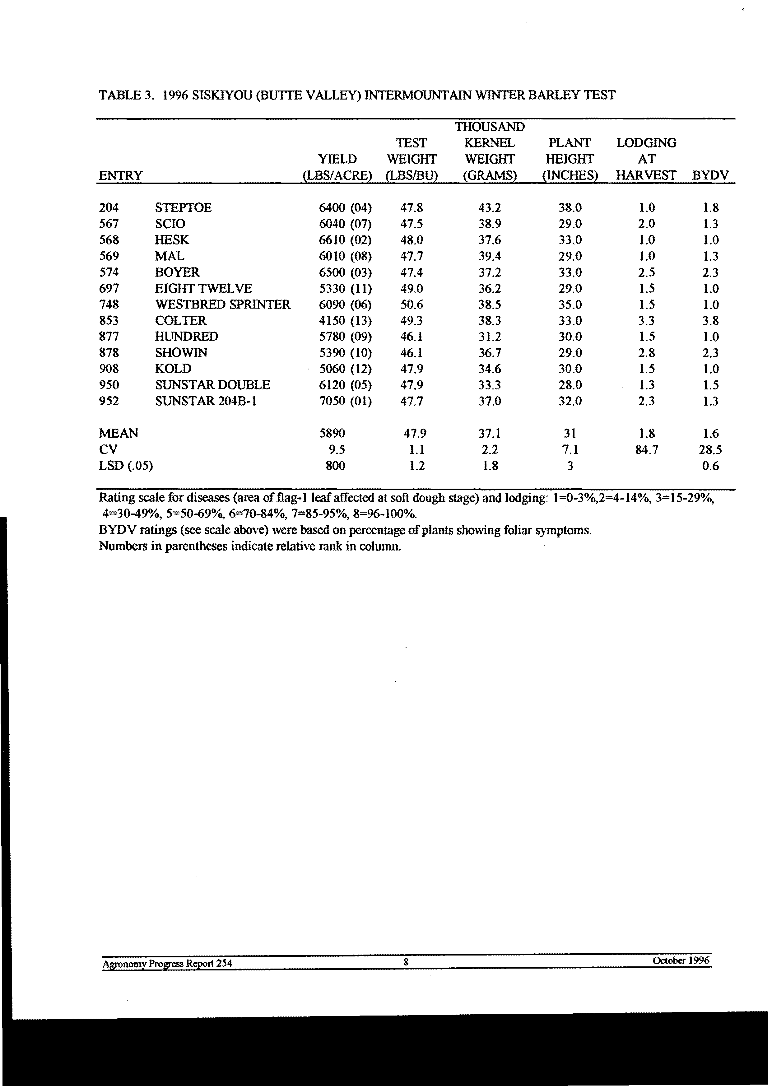 TABLE 3. 1996 SISKIYOU (BUTTE VALLEY) INTERMOUNTAIN WINTER BARLEY TEST
THOUSAND
TEST KERNEL PLANT LODGING
YIELD WEIGHT WEIGHT HEIGHT AT
ENTRY (LBS/ACRE) (LBS/BU) (GRAMS) (INCHES) HARVEST BYDV
204 STEPTOE 6400 (04) 47.8 43.2 38.0 1.0 1.8
567 SCIO 6040 (07) 47.5 38.9 29.0 2.0 1.3
568 HESK 6610 (02) 48.0 37.6 33.0 1.0 1.0
569 MAL 6010 (08) 47.7 39.4 29.0 1.0 1.3
574 BOYER 6500 (03) 47.4 37.2 33.0 2.5 2.3
697 EIGHT TWELVE 5330 (11) 49.0 36.2 29.0 1.5 1.0
748 WESTBRED SPRINTER 6090 (06) 50.6 38.5 35.0 1.5 1.0
853 COLTER 4150 (13) 49.3 38.3 33.0 3.3 3.8
877 HUNDRED 5780 (09) 46.1 31.2 30.0 1.5 1.0
878 SHOWIN 5390 (10) 46.1 36.7 29.0 2.8 2.3
908 KOLD 5060 (12) 47.9 34.6 30.0 1.5 1.0
950 SUNSTAR DOUBLE 6120 (05) 47.9 33.3 28.0 1.3 1.5
952 SUNSTAR 204B-1 7050 (01) 47.7 37.0 32.0 2.3 1.3
MEAN 5890 47.9 37.1 31 1.8 1.6
CV 9.5 1.1 2.2 7.1 84.7 28.5
LSD (.05) 800 1.2 1.8 3 0.6
Rating scale for diseases (area of flag-1 leaf affected at soft dough stage) and lodging: 1=0-3%,2=4-14%, 3=15-29%,
4=30-49%, 5=50-69%, 6=70-84%, 7=85-95%, 8=96-100%.
BYDV ratings (see scale above) were based on percentage of plants showing foliar symptoms.
Numbers in parentheses indicate relative rank in column.
Agronomy Progress Report 254 8 October 1996